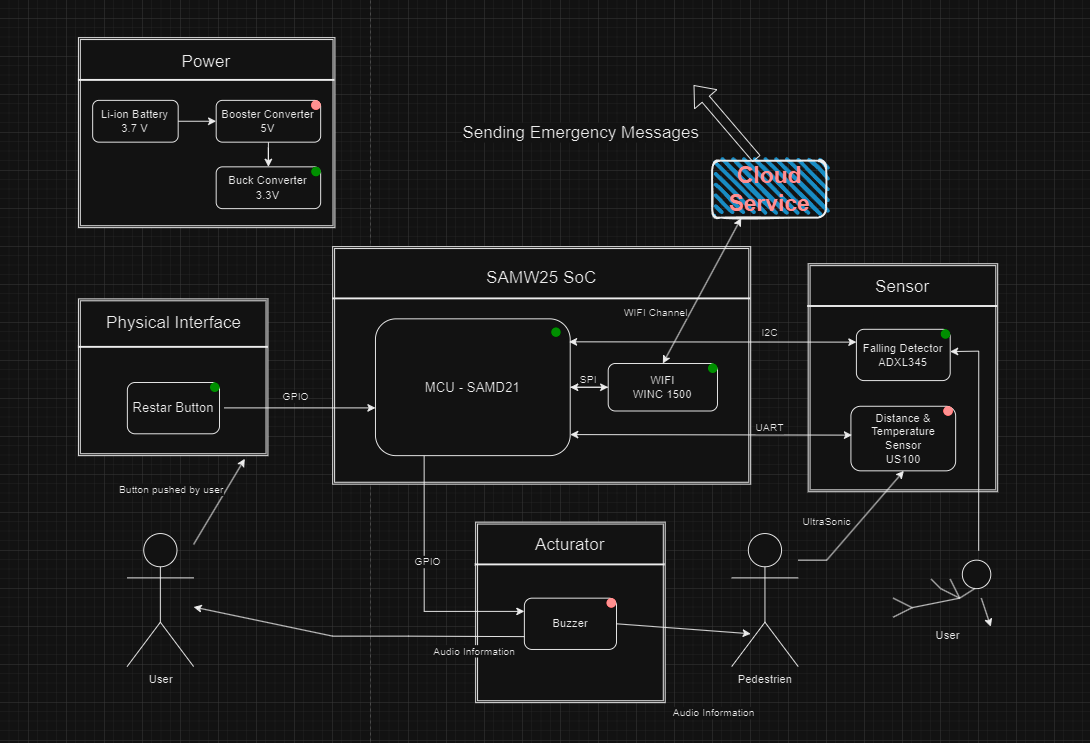 Power
Li-ion Battery
3.7 V
Booster Converter
5V
Buck Converter
3.3V
Sending Emergency Messages
Cloud
Service
SAMW25 SoC
WIFI Channel
MCU - SAMD21
SPI
WIFI
WINC 1500
I2C
UART
Sensor
Falling Detector
ADXL345
Distance &
Temperature
Sensor
US100
Physical Interface
Restar Button
GPIO
Button pushed by user
UltraSonic
Acturator
GPIO
Buzzer
Audio Information
User
Pedestrien
User
Audio Information